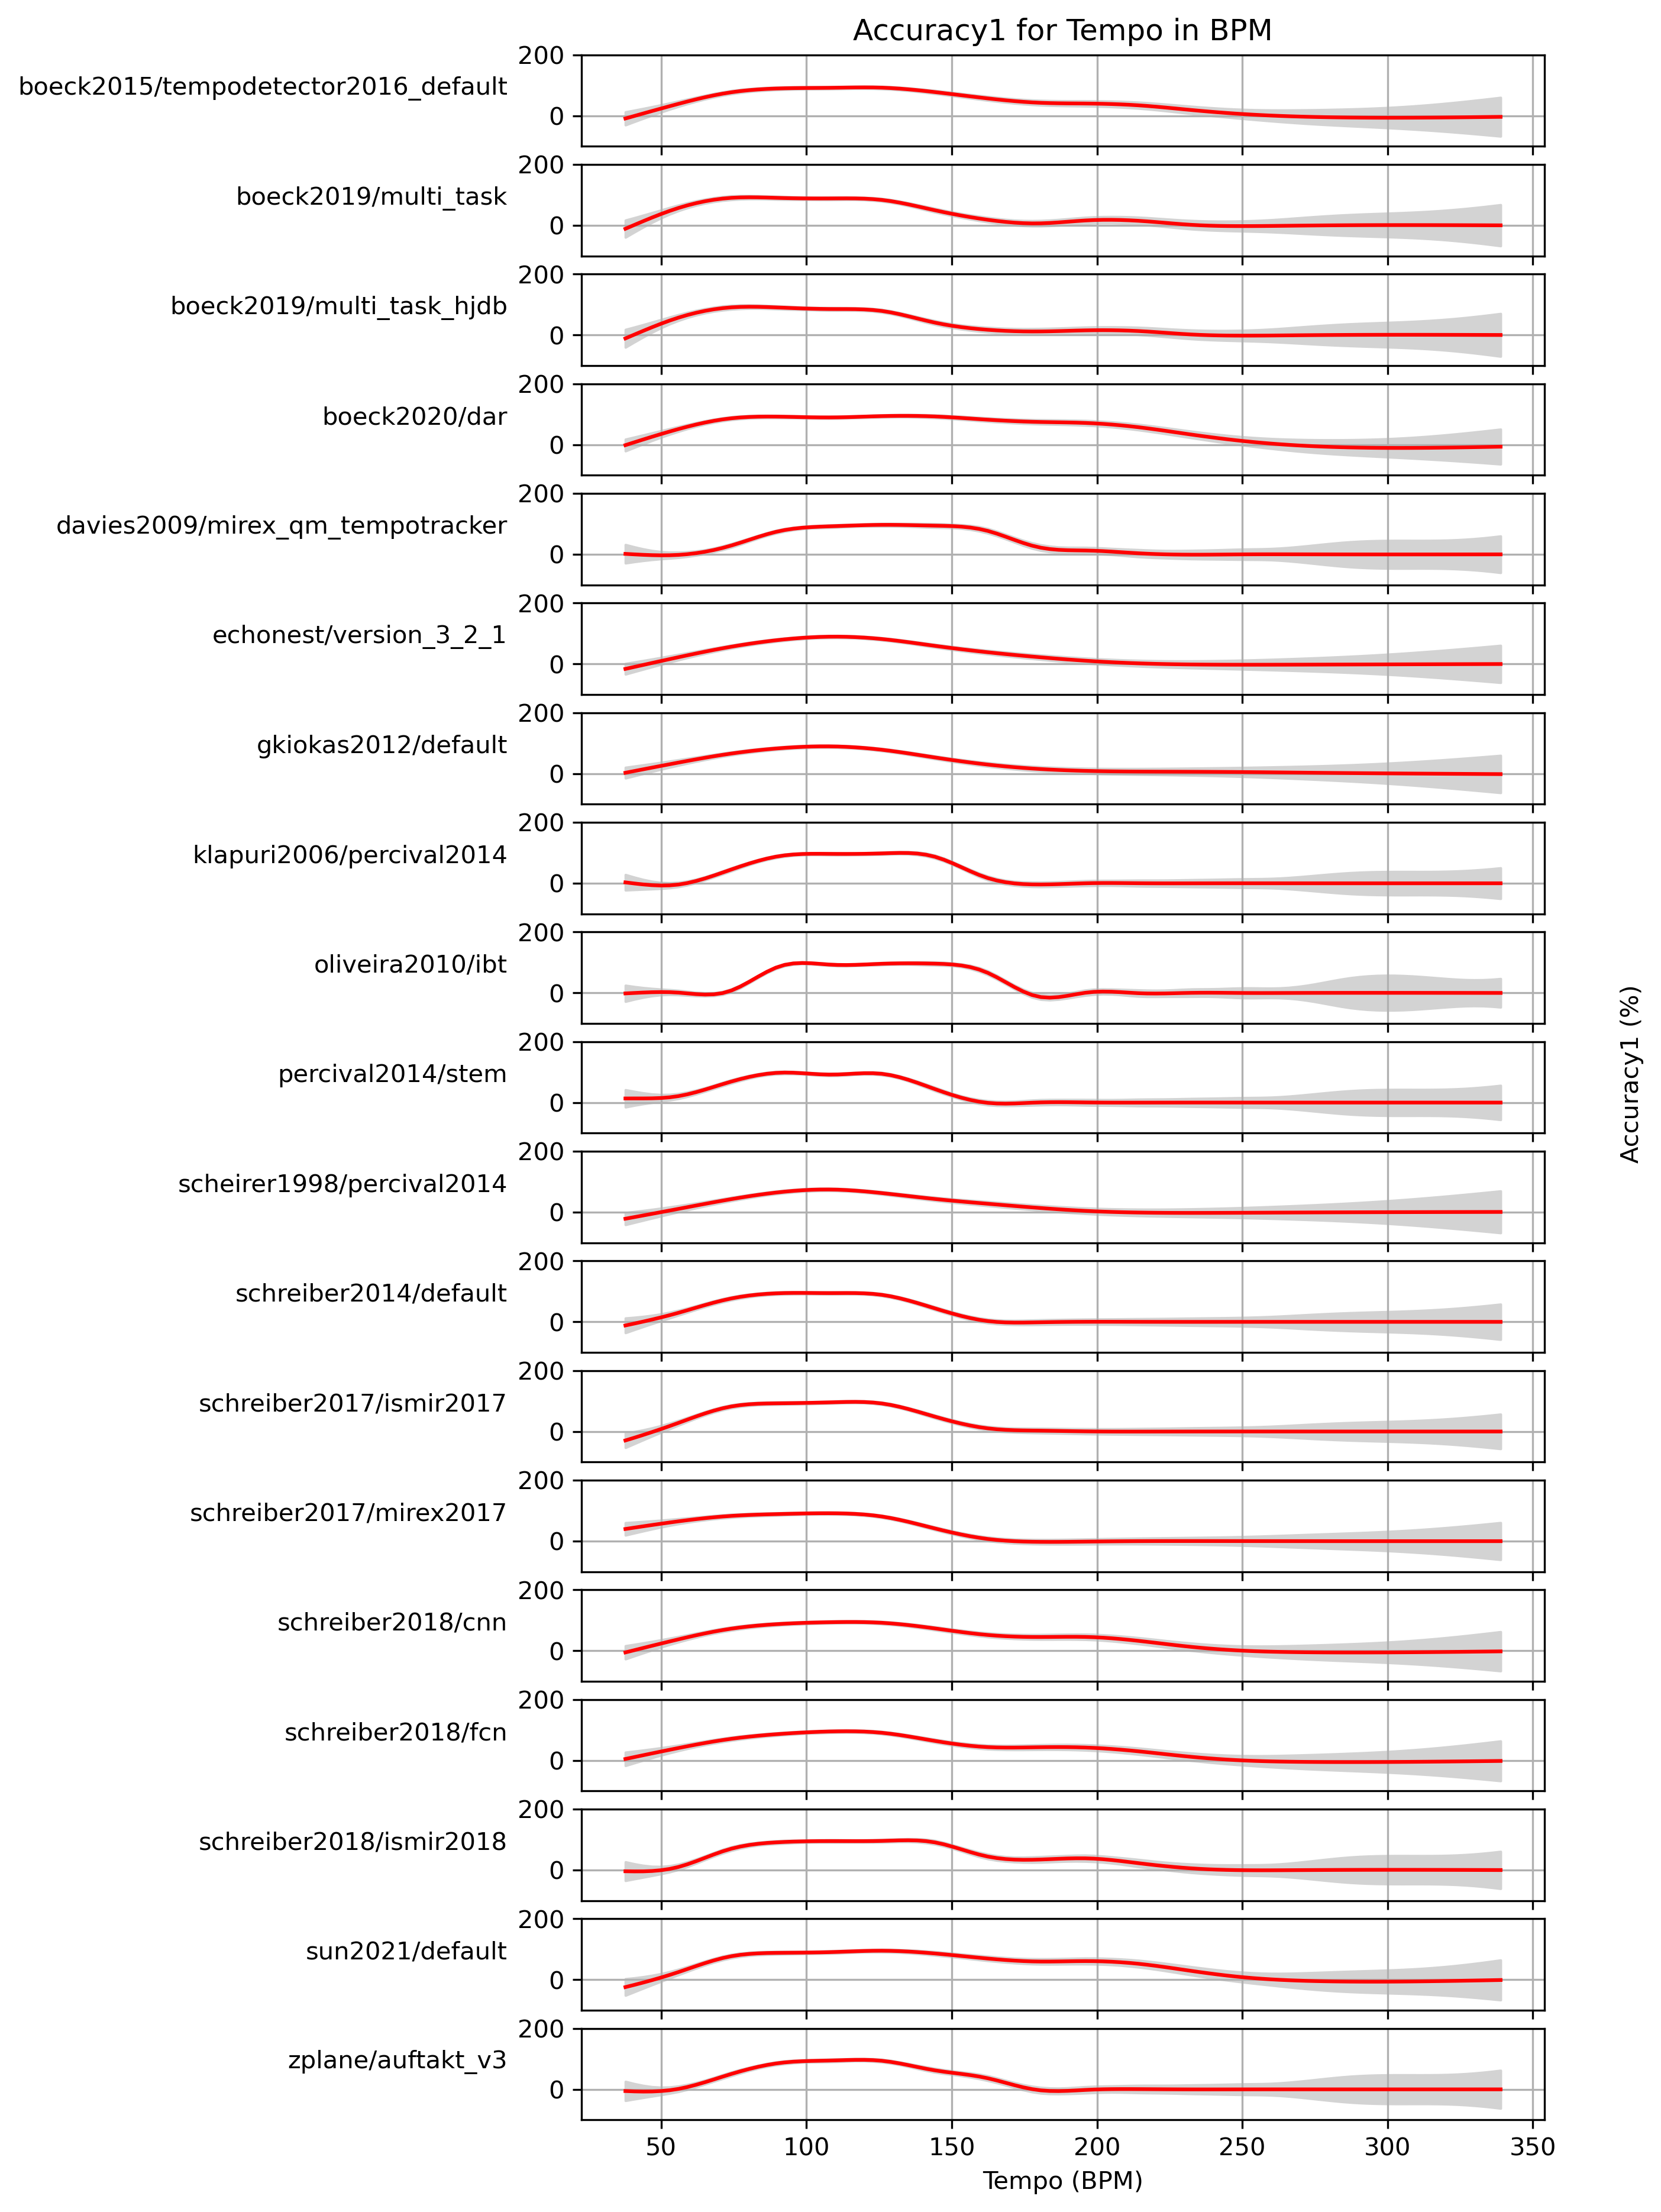 Accuracy1 for Tempo in BPM
200
boeck2015/tempodetector2016_default
0
200
boeck2019/multi_task
0
200
boeck2019/multi_task_hjdb
0
200
boeck2020/dar
0
200
davies2009/mirex_qm_tempotracker
0
200
echonest/version_3_2_1
0
200
gkiokas2012/default
0
200
klapuri2006/percival2014
0
200
oliveira2010/ibt
0
200
percival2014/stem
0
200
scheirer1998/percival2014
0
200
schreiber2014/default
0
200
schreiber2017/ismir2017
0
200
schreiber2017/mirex2017
0
200
schreiber2018/cnn
0
200
schreiber2018/fcn
0
200
schreiber2018/ismir2018
0
200
sun2021/default
0
200
zplane/auftakt_v3
0
50 100 150 200 250 300 350
Tempo (BPM)
Accuracy1 (%)